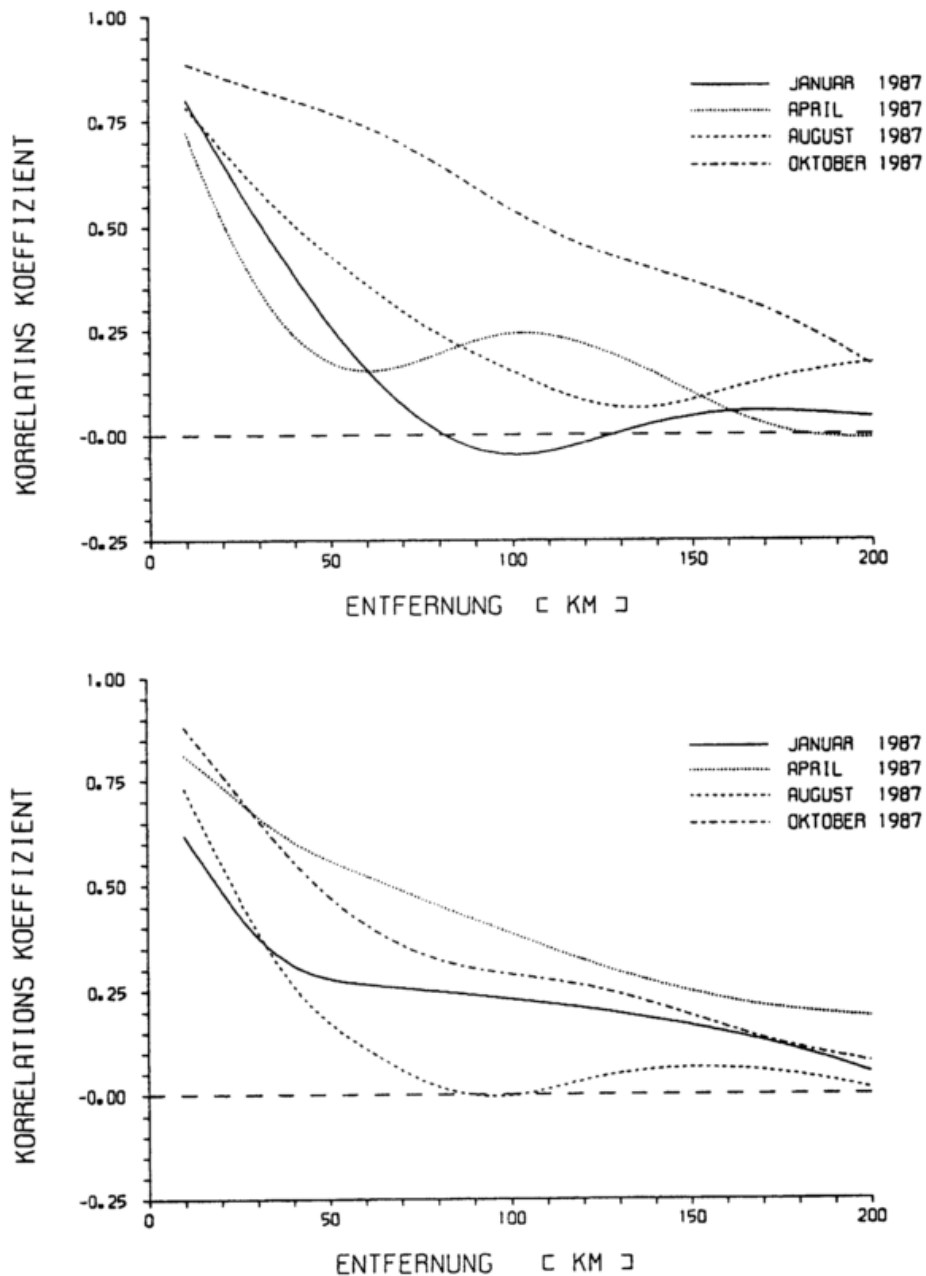 1.00
0.75
0.50
0.25
-0.00
-0.25
KORRELATINS KOEFFIZIENT
JANUAR 1987
APRIL 1987
AUGUST 1987
OKTOBER 1987
0 50 100 150 200
ENTFERNUNG [ KM ]
1.00
0.75
0.50
0.25
-0.00
-0.25
KORRELATIONS KOEFFIZIENT
JANUAR 1987
APRIL 1987
AUGUST 1987
OKTOBER 1987
0 50 100 150 200
ENTFERNUNG [ KM ]